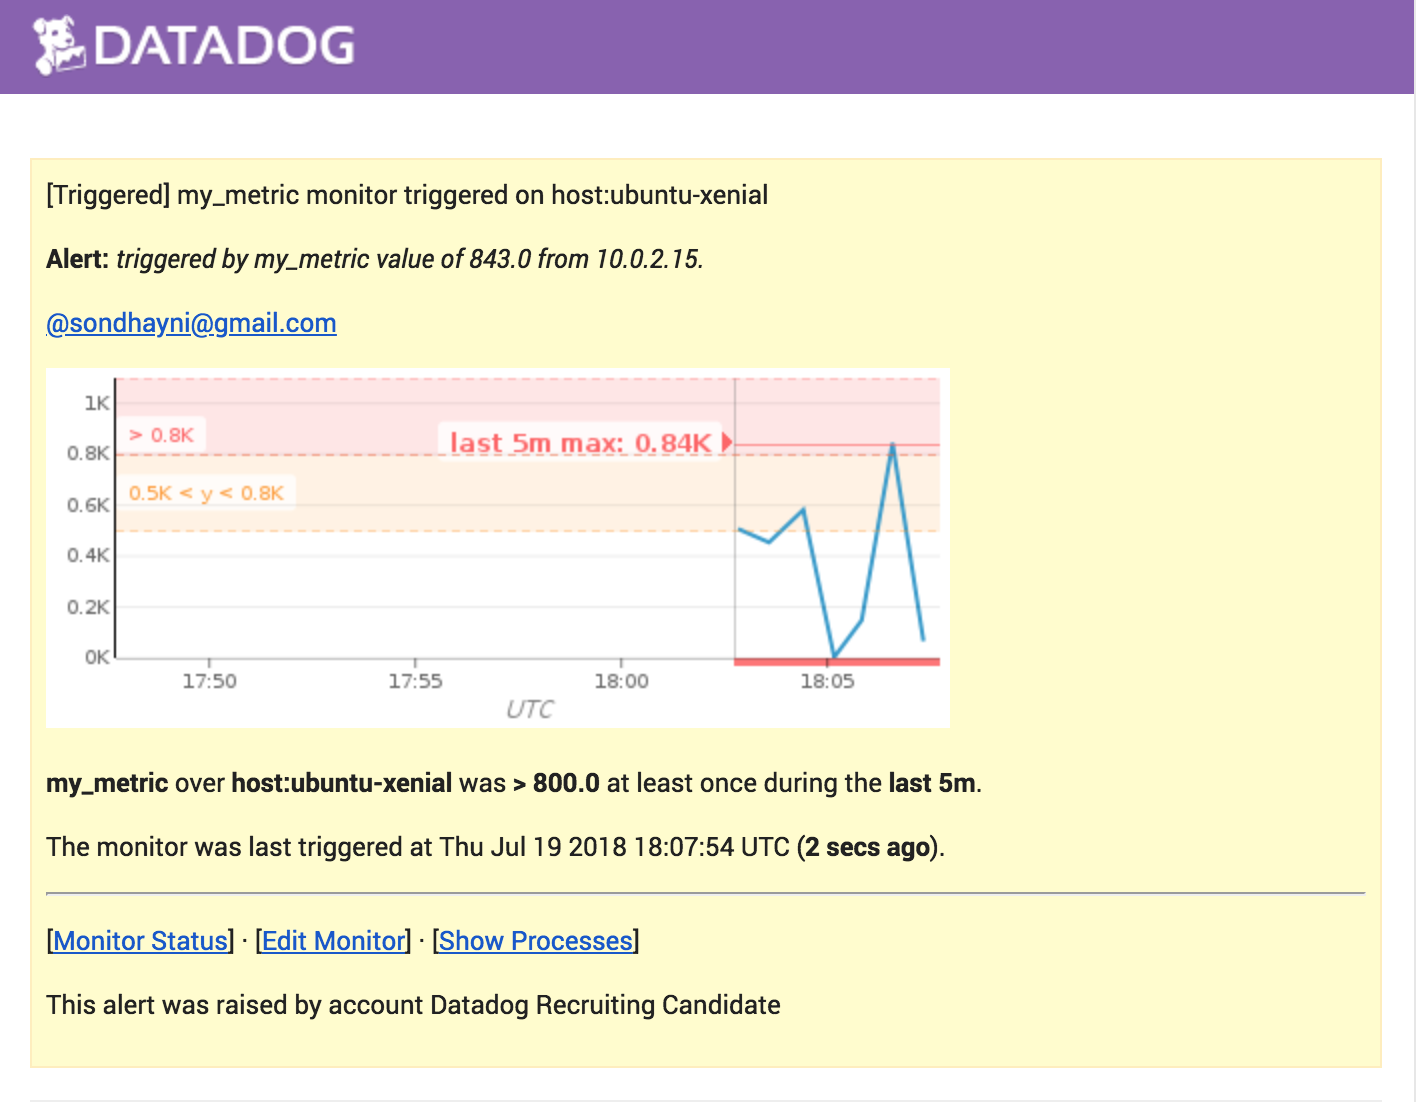 DATADOG
[Triggered] my_metric monitor triggered on host:ubuntu-xenial
Alert: triggered by my_metric value of 843.0 from 10.0.2.15.
@sondhayni@gmail.com
1K
> 0.8K
last 5m max: 0.84K
0.8K
0.5K < y < 0.8K
0.6K
0.4K
0.2K
0K
17:50 17:55 18:00 18:05
UTC
my_metric over host:ubuntu-xenial was > 800.0 at least once during the last 5m.
The monitor was last triggered at Thu Jul 19 2018 18:07:54 UTC (2 secs ago).
[Monitor Status] · [Edit Monitor] · [Show Processes]
This alert was raised by account Datadog Recruiting Candidate